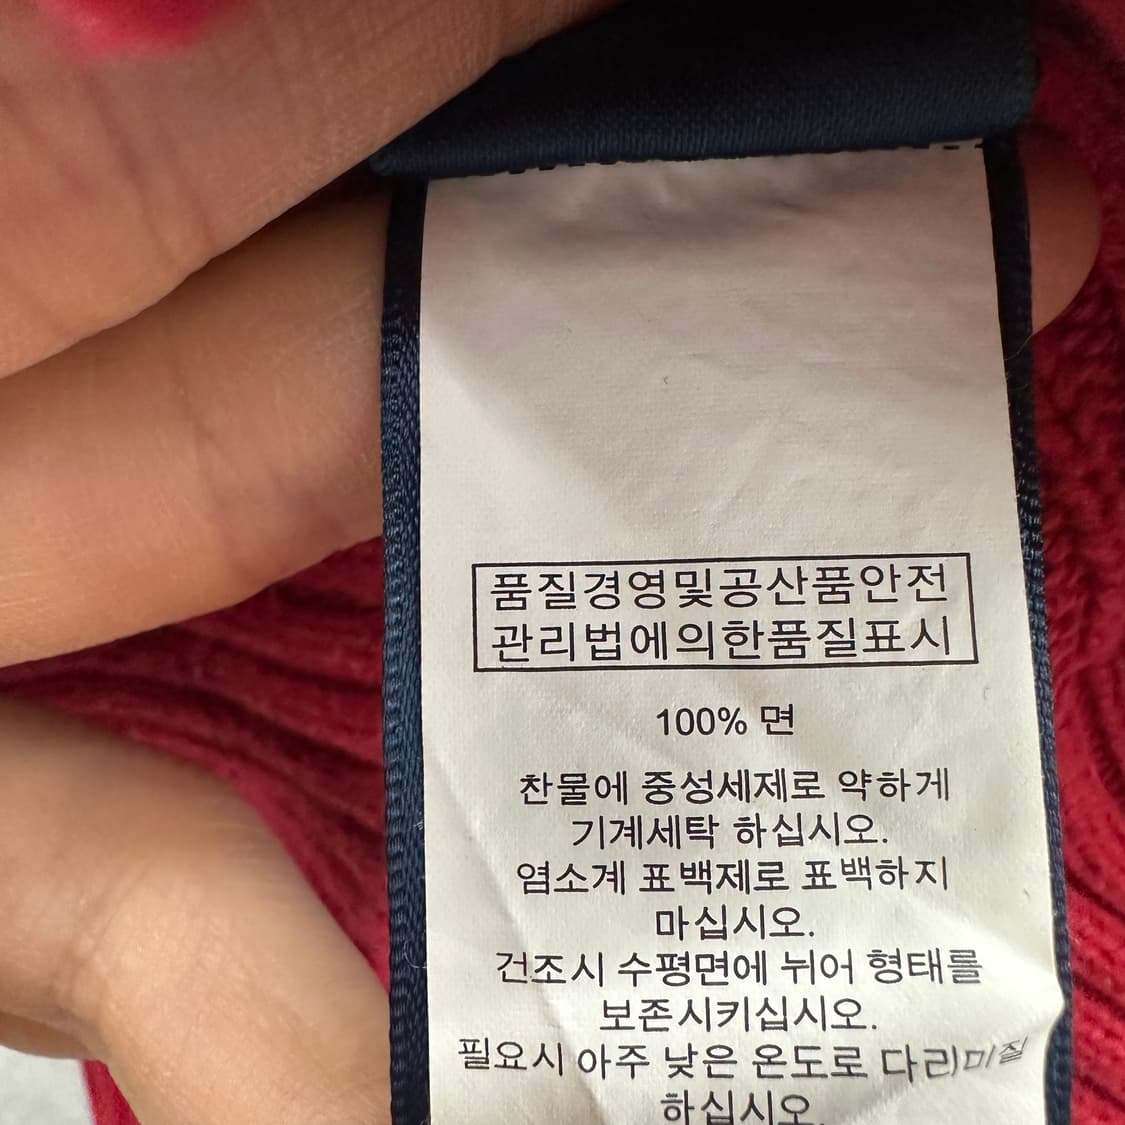 품질경영및공산품안전
관리법에의한품질표시
100% 면
찬물에 중성세제로 약하게
기계세탁 하십시오.
염소계 표백제로 표백하지
마십시오.
건조시 수평면에 뉘어 형태를
보존시키십시오.
필요시 아주 낮은 온도로 다리미질
하십시오.